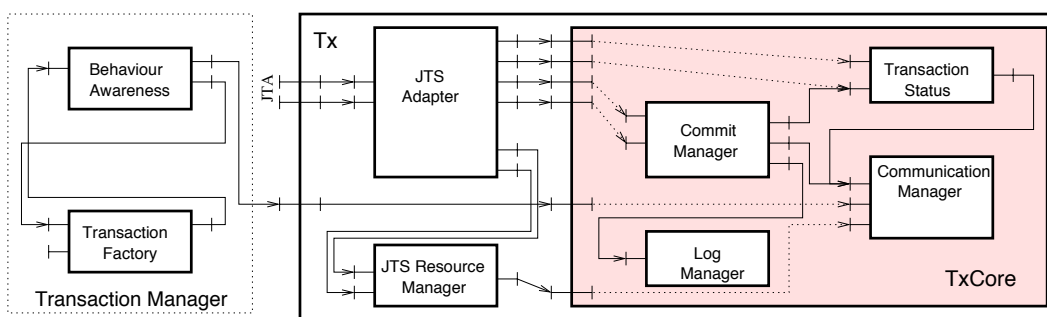 Behaviour
Awareness
Transaction
Factory
Transaction Manager
Tx
JTA
JTS
Adapter
JTS Resource
Manager
Commit
Manager
Log
Manager
Transaction
Status
Communication
Manager
TxCore